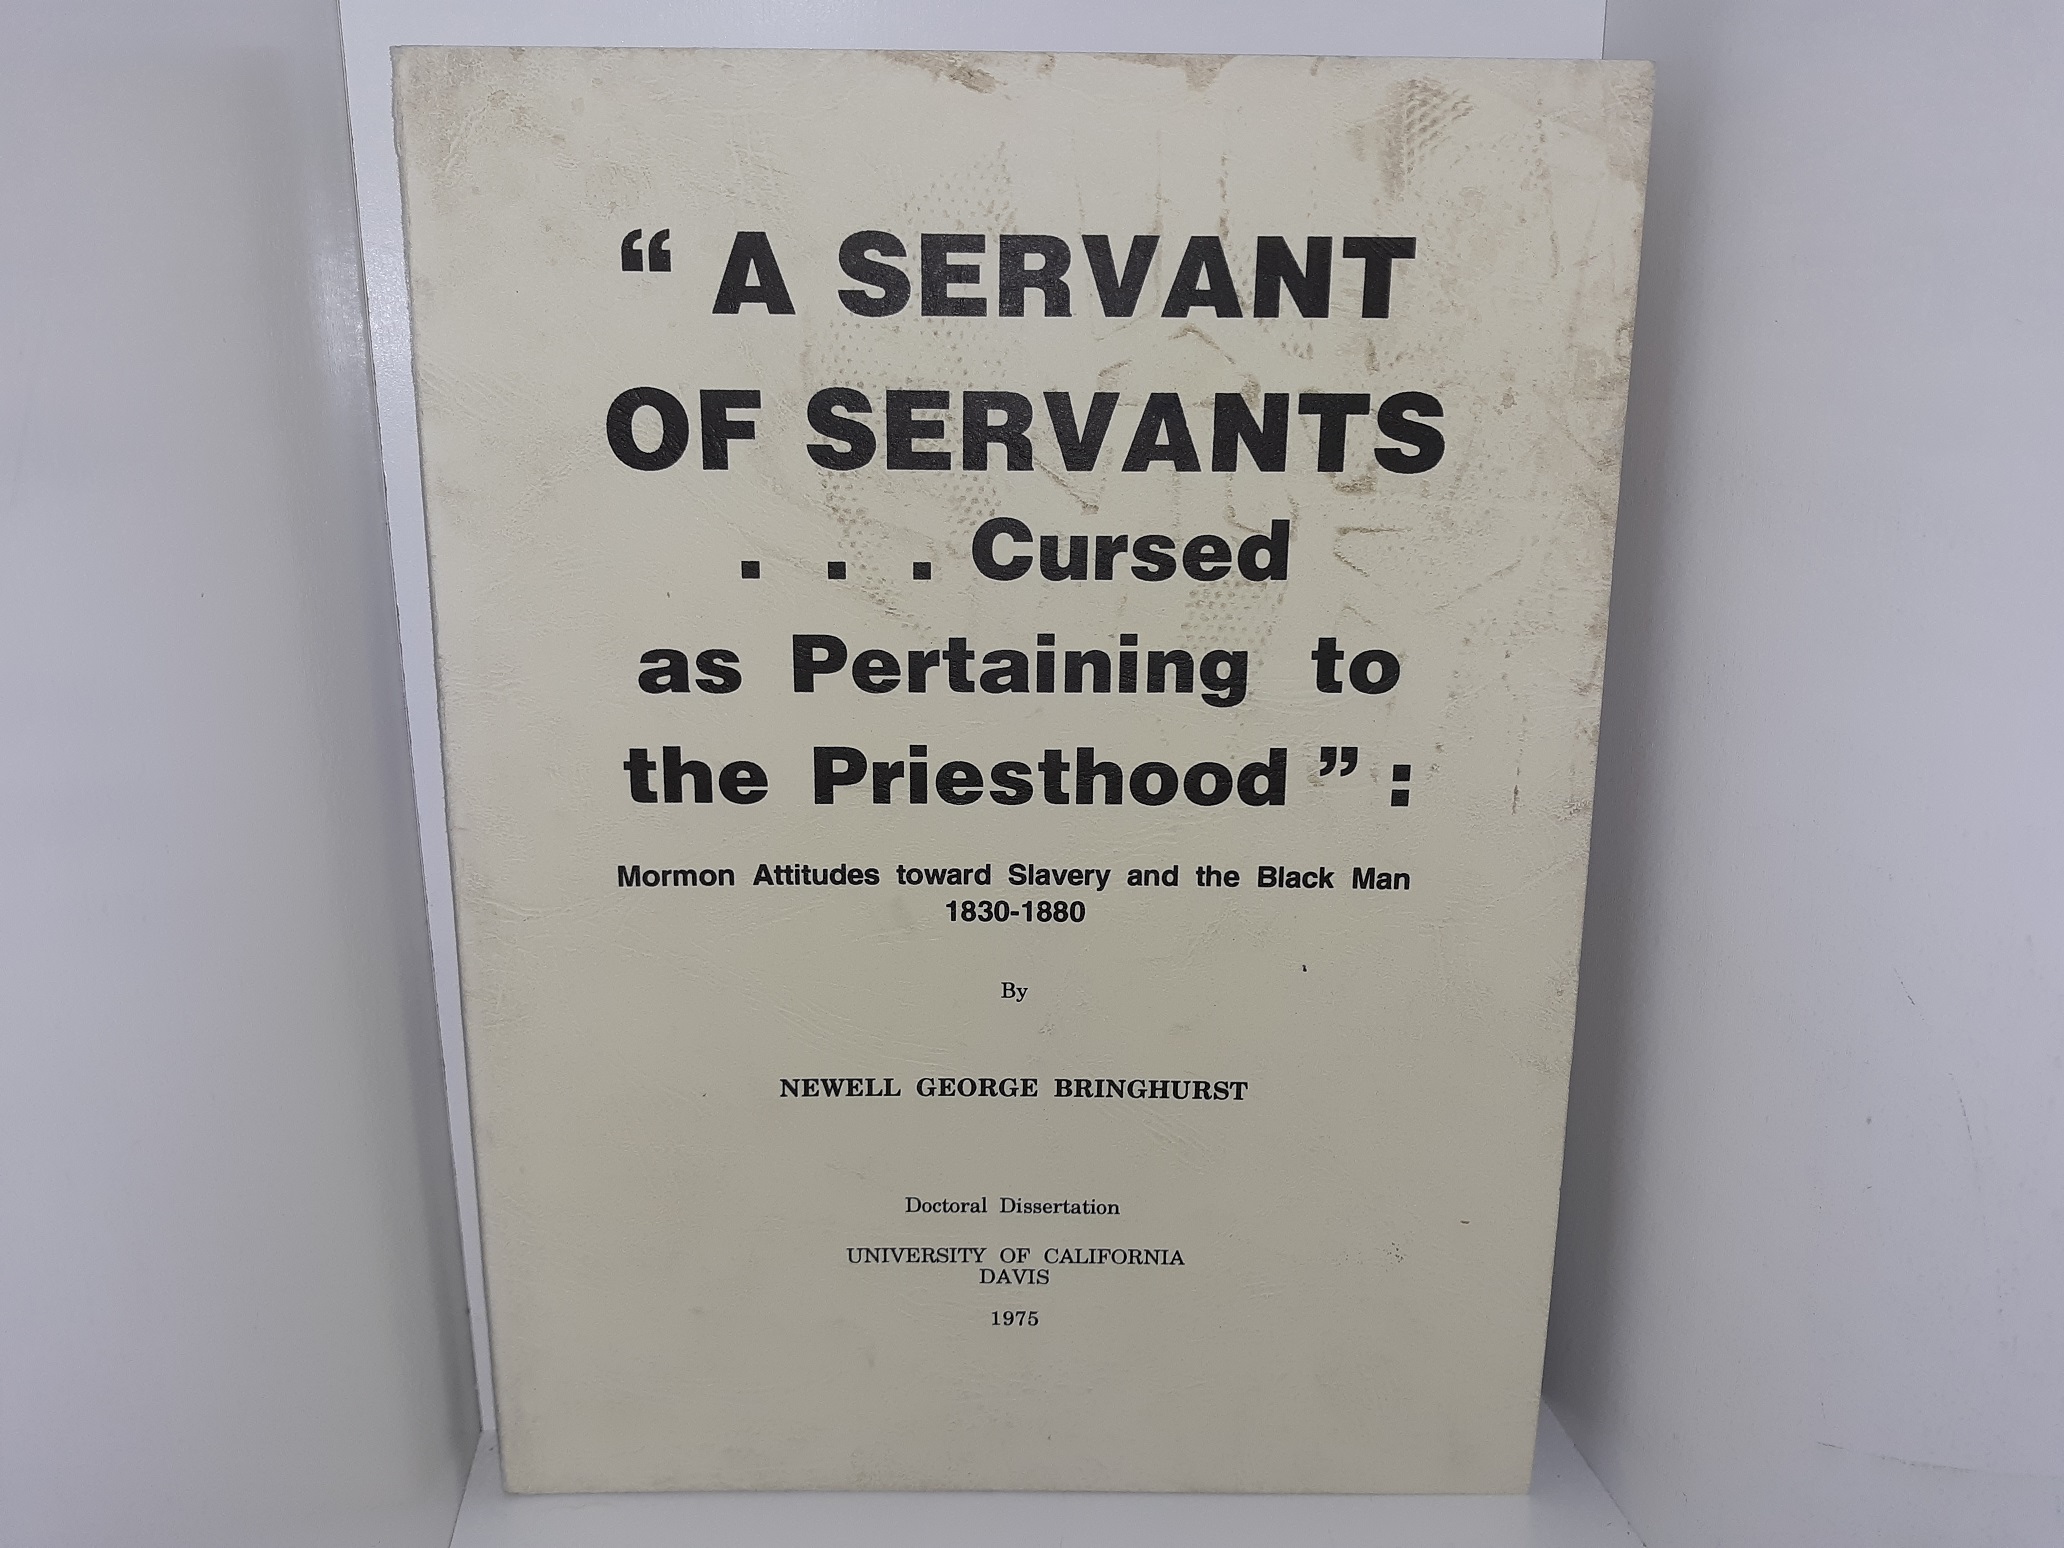 “ A SERVANT
OF SERVANTS
. . . Cursed
as Pertaining to
the Priesthood ” :
Mormon Attitudes toward Slavery and the Black Man
1830-1880
By
NEWELL GEORGE BRINGHURST
Doctoral Dissertation
UNIVERSITY OF CALIFORNIA
DAVIS
1975